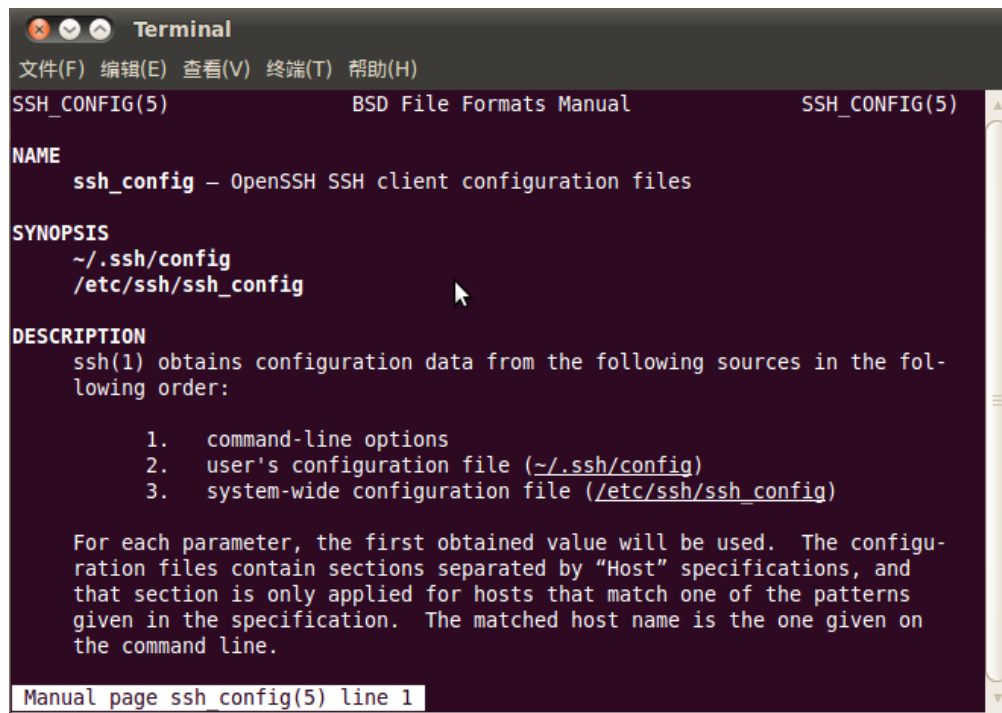 Terminal
文件(F) 编辑(E) 查看(V) 终端(T) 帮助(H)
SSH_CONFIG(5) BSD File Formats Manual SSH_CONFIG(5)
NAME
ssh_config — OpenSSH SSH client configuration files
SYNOPSIS
~/.ssh/config
/etc/ssh/ssh_config
DESCRIPTION
ssh(1) obtains configuration data from the following sources in the fol-
lowing order:
1. command-line options
2. user's configuration file (~/.ssh/config)
3. system-wide configuration file (/etc/ssh/ssh_config)
For each parameter, the first obtained value will be used. The configu-
ration files contain sections separated by “Host” specifications, and
that section is only applied for hosts that match one of the patterns
given in the specification. The matched host name is the one given on
the command line.
Manual page ssh_config(5) line 1